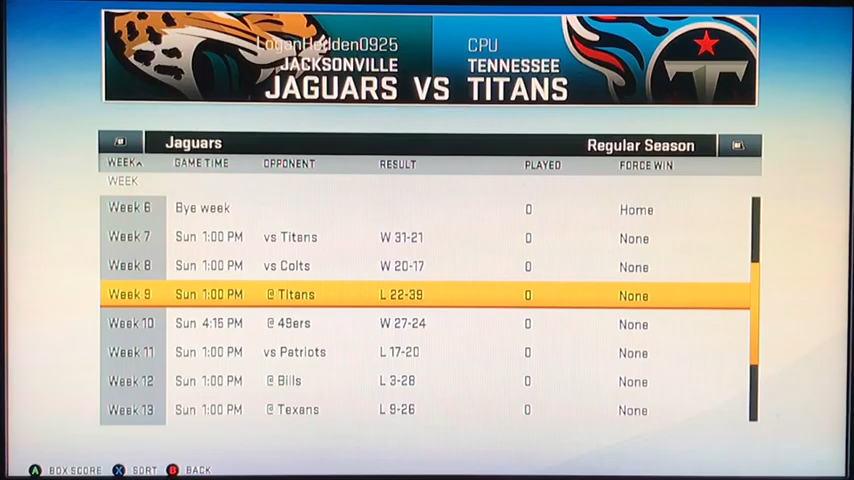 LoganHedden0925 CPU
JACKSONVILLE TENNESSEE
JAGUARS VS TITANS
Jaguars Regular Season
WEEK GAME TIME OPPONENT RESULT PLAYED FORCE WIN
WEEK
Week 6 Bye week 0 Home
Week 7 Sun 1:00 PM vs Titans W 31-21 0 None
Week 8 Sun 1:00 PM vs Colts W 20-17 0 None
Week 9 Sun 1:00 PM @ Titans L 22-39 0 None
Week 10 Sun 4:15 PM @ 49ers W 27-24 0 None
Week 11 Sun 1:00 PM vs Patriots L 17-20 0 None
Week 12 Sun 1:00 PM @ Bills L 3-28 0 None
Week 13 Sun 1:00 PM @ Texans L 9-26 0 None
A BOX SCORE X SORT B BACK